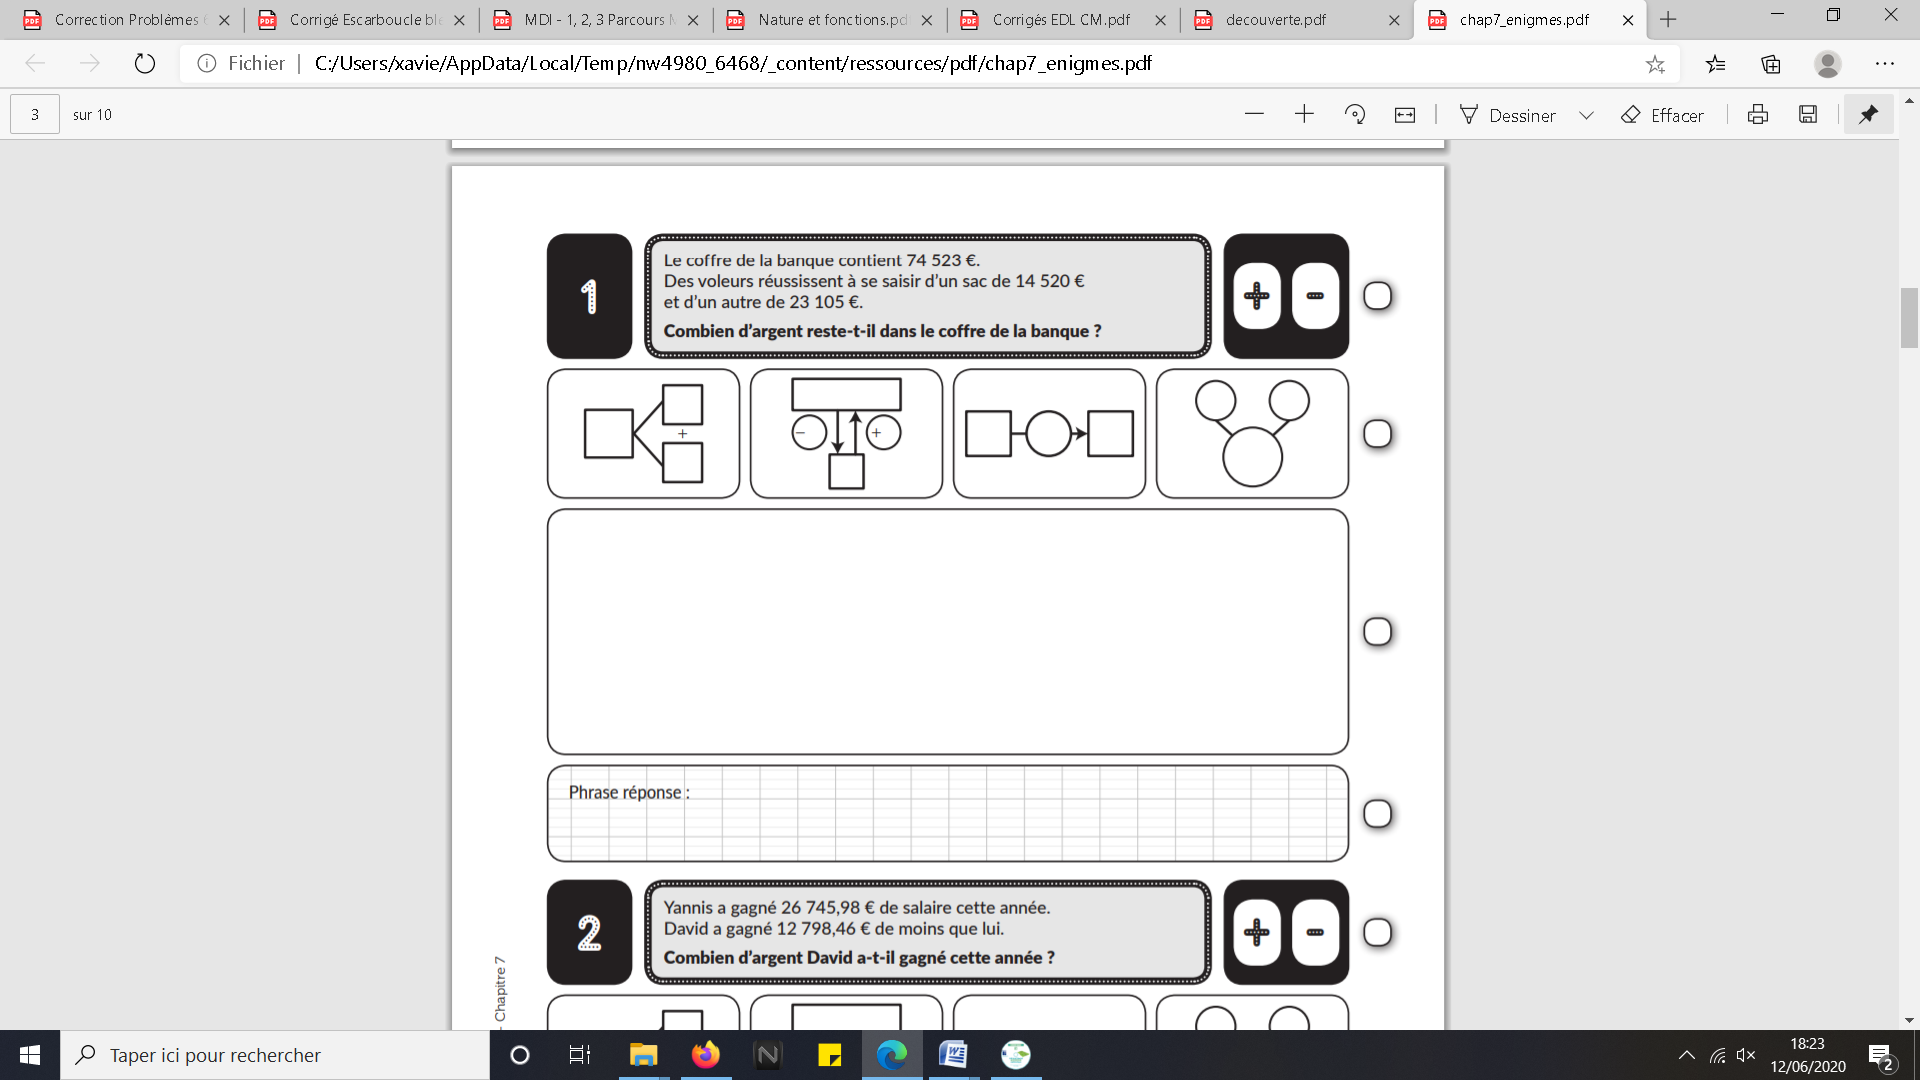 Correction Problèmes
Corrigé Escarboucle ble
MDI - 1, 2, 3 Parcours M
Nature et fonctions.pd
Corrigés EDL CM.pdf
decouverte.pdf
chap7_enigmes.pdf
Fichier
C:/Users/xavie/AppData/Local/Temp/nw4980_6468/_content/ressources/pdf/chap7_enigmes.pdf
3 sur 10
Dessiner
Effacer
1
Le coffre de la banque contient 74 523 €.
Des voleurs réussissent à se saisir d'un sac de 14 520 €
et d'un autre de 23 105 €.
Combien d'argent reste-t-il dans le coffre de la banque ?
+ -
+
- +
Phrase réponse :
2
Yannis a gagné 26 745,98 € de salaire cette année.
David a gagné 12 798,46 € de moins que lui.
Combien d'argent David a-t-il gagné cette année ?
+ -
- Chapitre 7
Taper ici pour rechercher
18:23
12/06/2020
2